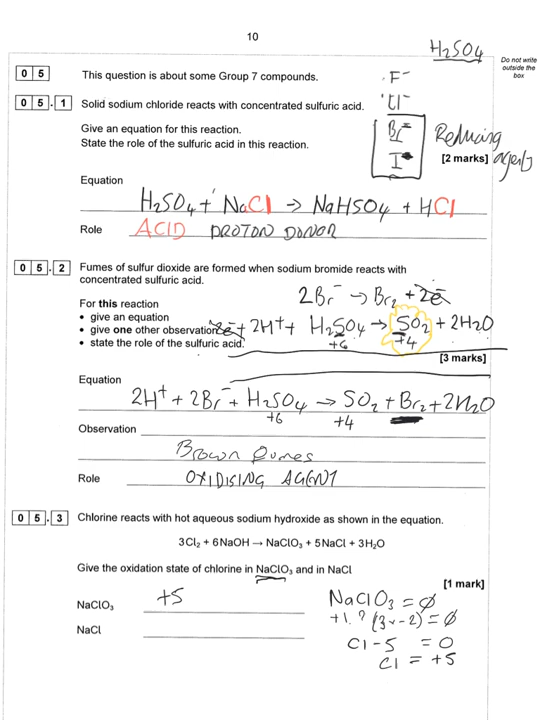 10
H₂SO₄
Do not write
outside the
box
0 5 This question is about some Group 7 compounds.
F⁻
0 5 . 1 Solid sodium chloride reacts with concentrated sulfuric acid.
Cl⁻
Give an equation for this reaction.
Br⁻ Reducing
State the role of the sulfuric acid in this reaction.
I⁻ agents
[2 marks]
Equation
H₂SO₄ + NaCl → NaHSO₄ + HCl
Role ACID PROTON DONOR
0 5 . 2 Fumes of sulfur dioxide are formed when sodium bromide reacts with
concentrated sulfuric acid.
2Br⁻ → Br₂ + 2e⁻
For this reaction
• give an equation
• give one other observation
2e⁻ + 2H⁺ + H₂SO₄ → SO₂ + 2H₂O
• state the role of the sulfuric acid.
+6 +4
[3 marks]
Equation
2H⁺ + 2Br⁻ + H₂SO₄ → SO₂ + Br₂ + 2H₂O
+6 +4
Observation
Brown fumes
Role OXIDISING AGENT
0 5 . 3 Chlorine reacts with hot aqueous sodium hydroxide as shown in the equation.
3Cl₂ + 6NaOH → NaClO₃ + 5NaCl + 3H₂O
Give the oxidation state of chlorine in NaClO₃ and in NaCl
[1 mark]
NaClO₃ +5
NaClO₃ = 0
+1 ? (3x-2) = 0
NaCl
Cl - 5 = 0
Cl = +5